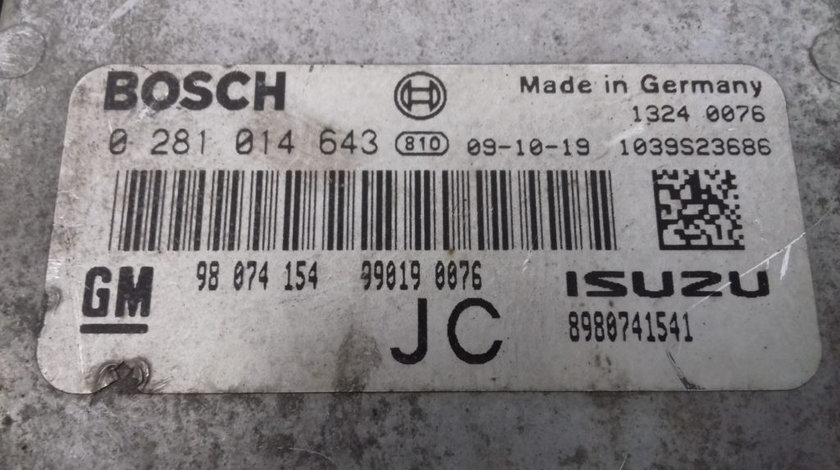 BOSCH Made in Germany
1324 0076
0 281 014 643 810 09-10-19 1039S23686
98 074 154 99019 0076
GM ISUZU
JC 8980741541